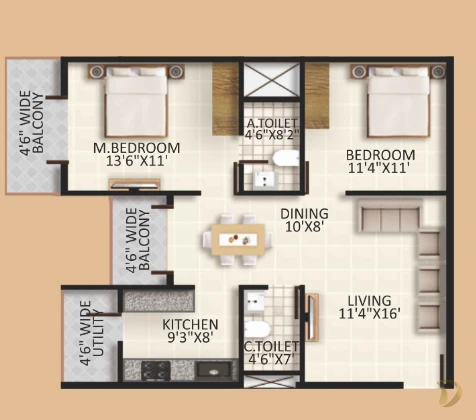 4'6" WIDE
BALCONY
M.BEDROOM
13'6"X11'
A.TOILET
4'6"X8'2"
BEDROOM
11'4"X11'
4'6" WIDE
BALCONY
DINING
10'X8'
4'6" WIDE
UTILITY
KITCHEN
9'3"X8'
C.TOILET
4'6"X7'
LIVING
11'4"X16'